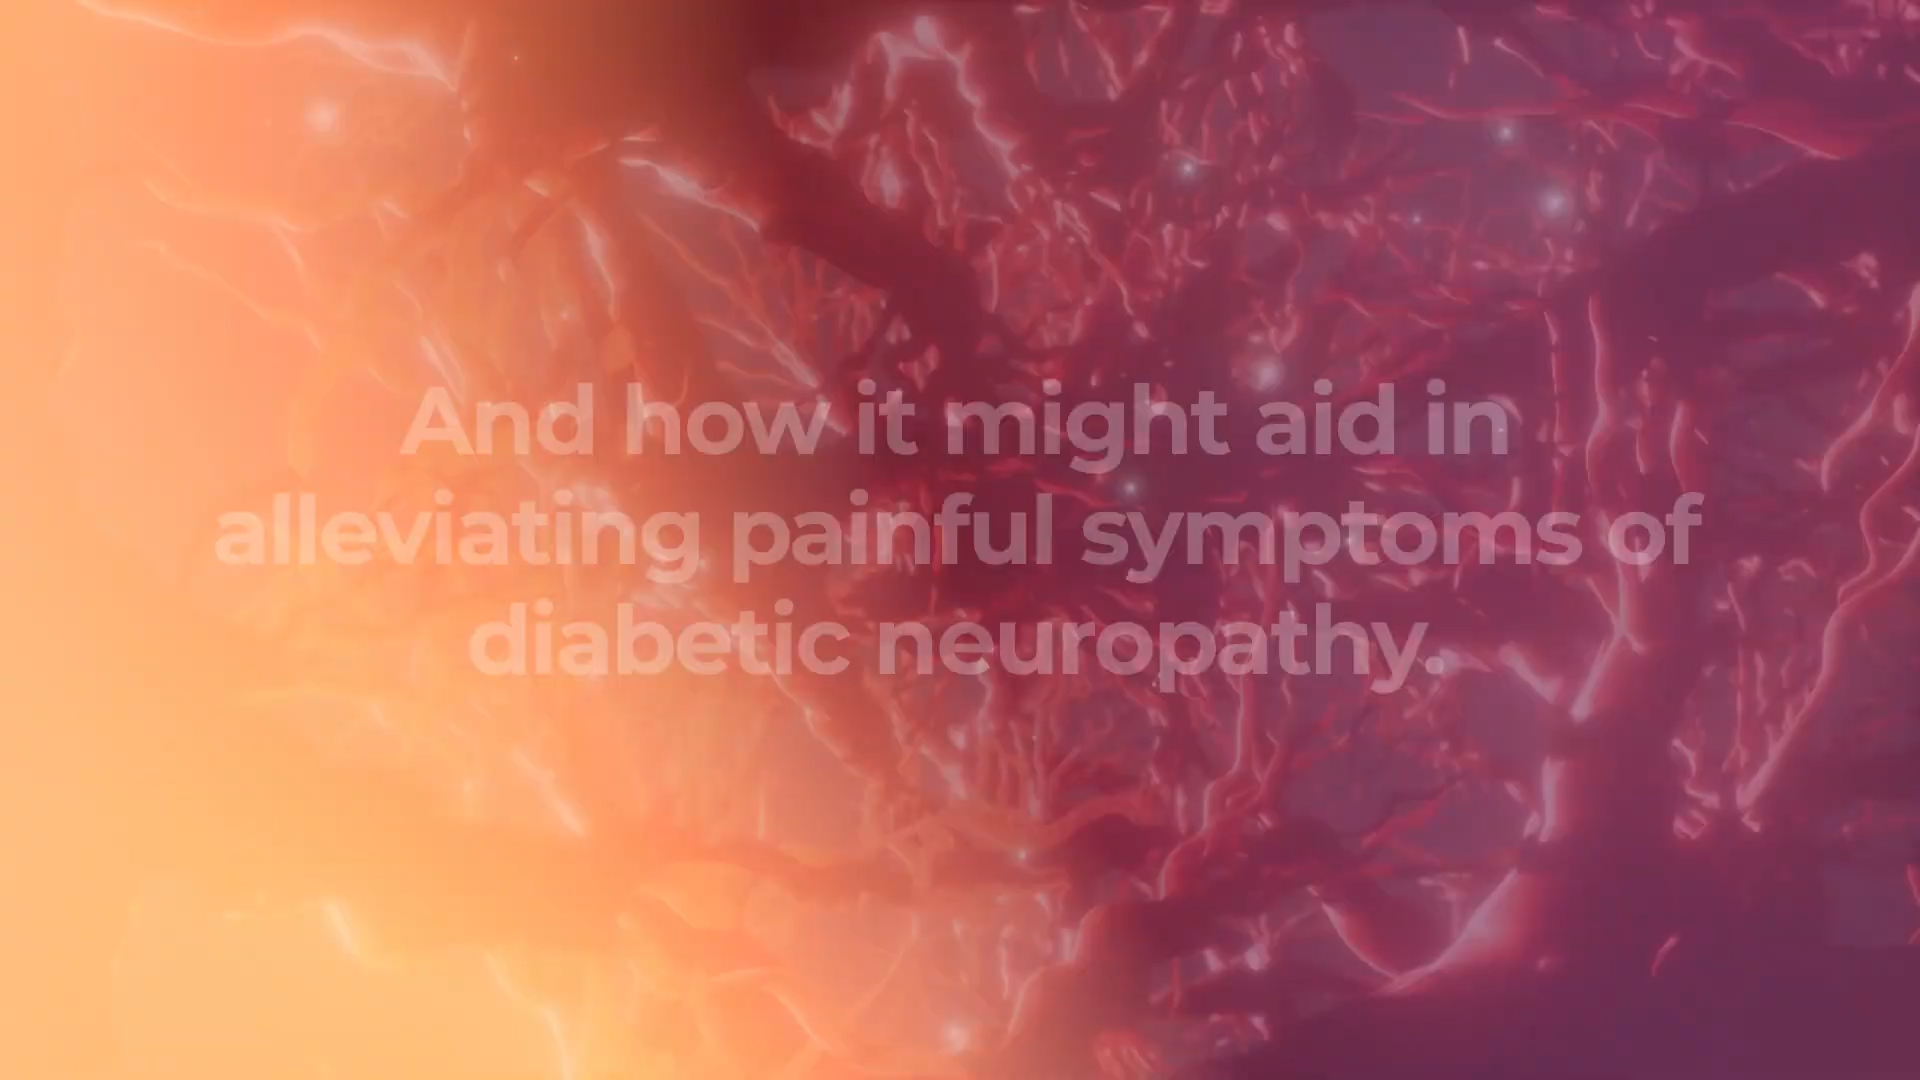 And how it might aid in
alleviating painful symptoms of
diabetic neuropathy.